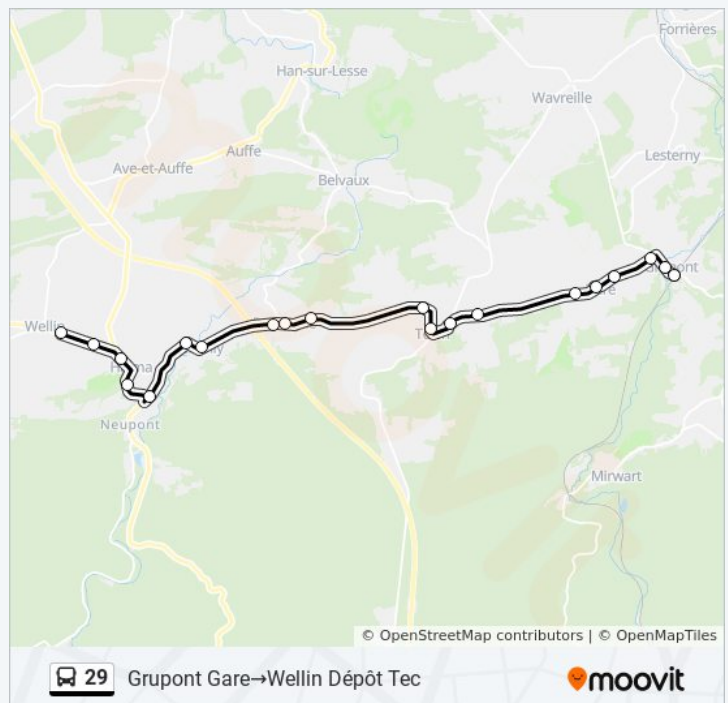 Forrières
Han-sur-Lesse
Wavreille
Lesterny
Auffe
Ave-et-Auffe
Belvaux
Wellin
Neupont
Mirwart
© OpenStreetMap contributors | © OpenMapTiles
29 Grupont Gare→Wellin Dépôt Tec
moovit